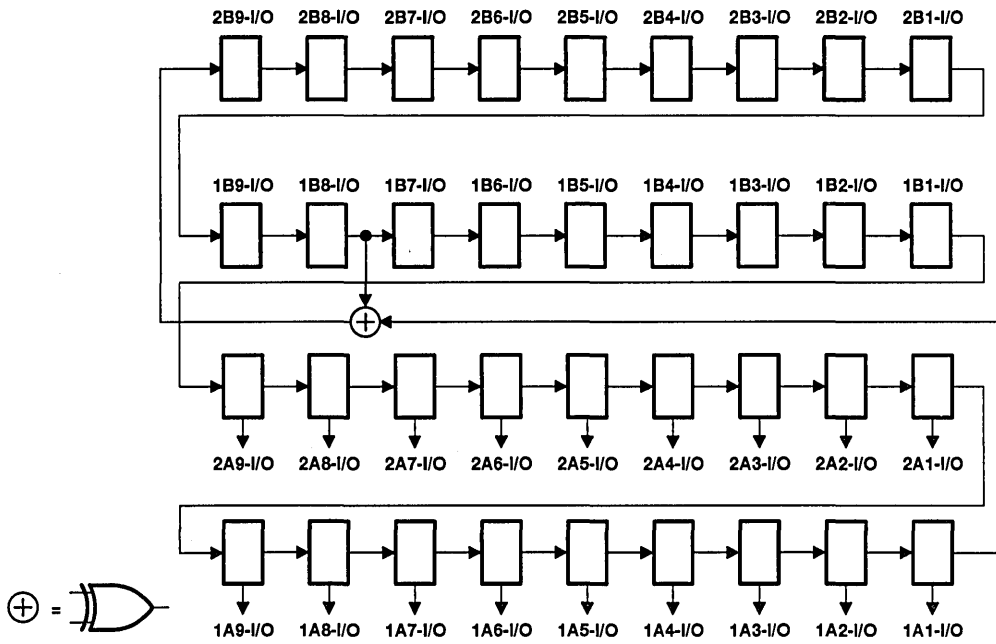 2B9-I/O 2B8-I/O 2B7-I/O 2B6-I/O 2B5-I/O 2B4-I/O 2B3-I/O 2B2-I/O 2B1-I/O
1B9-I/O 1B8-I/O 1B7-I/O 1B6-I/O 1B5-I/O 1B4-I/O 1B3-I/O 1B2-I/O 1B1-I/O
2A9-I/O 2A8-I/O 2A7-I/O 2A6-I/O 2A5-I/O 2A4-I/O 2A3-I/O 2A2-I/O 2A1-I/O
=
1A9-I/O 1A8-I/O 1A7-I/O 1A6-I/O 1A5-I/O 1A4-I/O 1A3-I/O 1A2-I/O 1A1-I/O